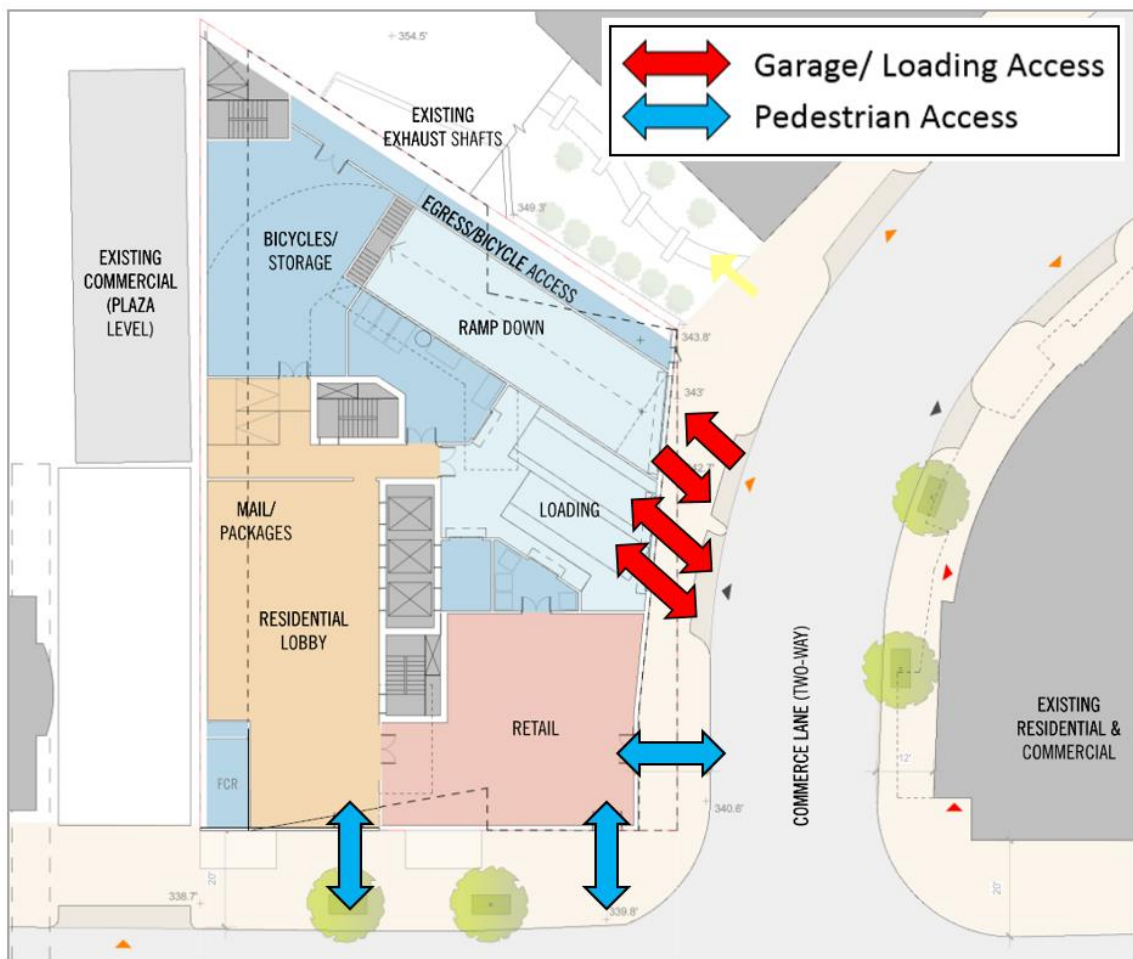 354.5'
Garage/ Loading Access
Pedestrian Access
EXISTING
EXHAUST SHAFTS
349.3'
EGRESS/BICYCLE ACCESS
BICYCLES/
STORAGE
EXISTING
COMMERCIAL
(PLAZA
LEVEL)
RAMP DOWN
343.8'
343'
LOADING
MAIL/
PACKAGES
RESIDENTIAL
LOBBY
RETAIL
COMMERCE LANE (TWO-WAY)
EXISTING
RESIDENTIAL &
COMMERCIAL
12'
FCR
340.6'
20'
20'
338.7'
339.8'